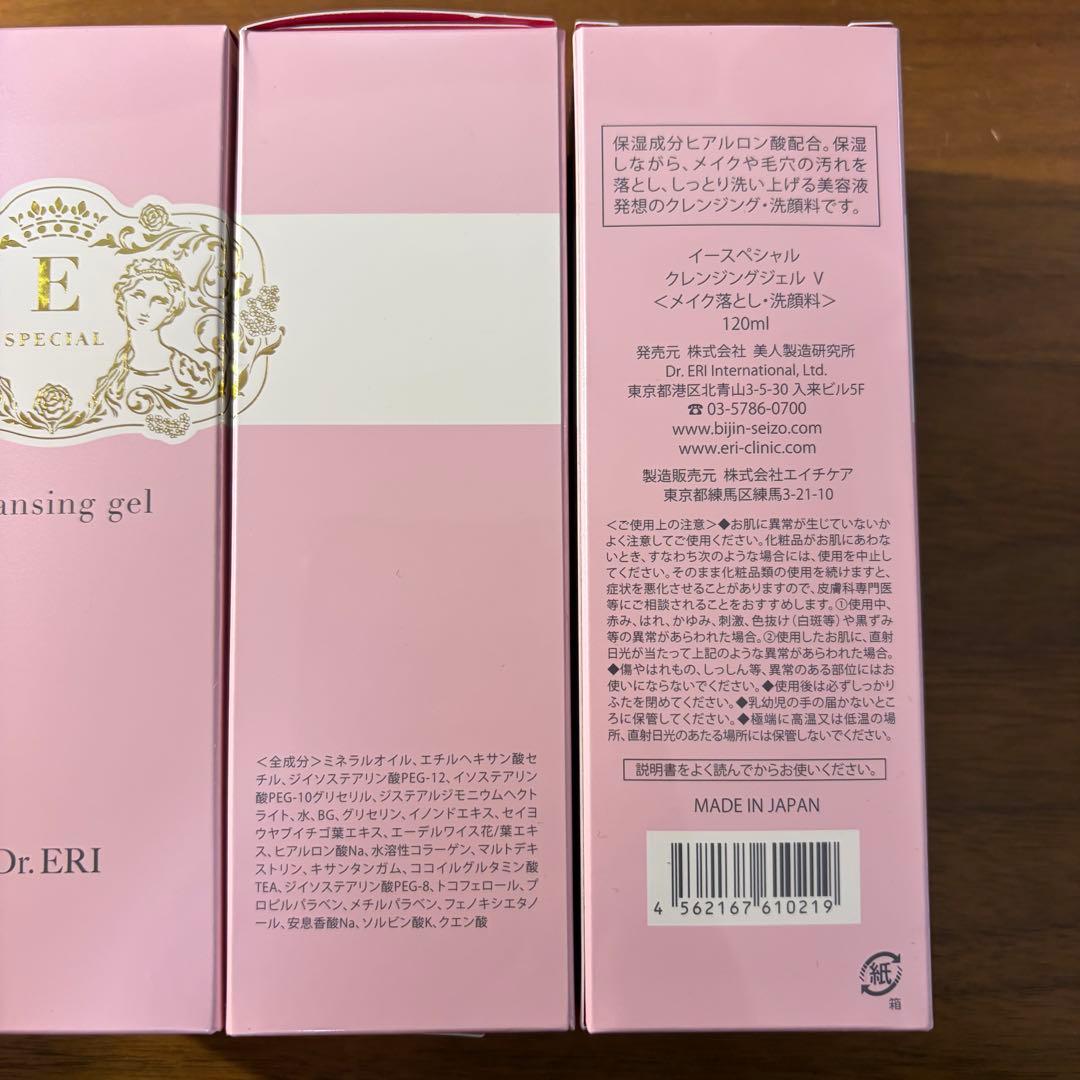 E
SPECIAL
ansing gel
Dr. ERI
＜全成分＞ミネラルオイル、エチルヘキサン酸セ
チル、ジイソステアリン酸PEG-12、イソステアリン
酸PEG-10グリセリル、ジステアルジモニウムヘクト
ライト、水、BG、グリセリン、イノンドエキス、セイヨ
ウヤブイチゴ葉エキス、エーデルワイス花/葉エキ
ス、ヒアルロン酸Na、水溶性コラーゲン、マルトデキ
ストリン、キサンタンガム、ココイルグルタミン酸
TEA、ジイソステアリン酸PEG-8、トコフェロール、プ
ロピルパラベン、メチルパラベン、フェノキシエタノ
ール、安息香酸Na、ソルビン酸K、クエン酸
保湿成分ヒアルロン酸配合。保湿
しながら、メイクや毛穴の汚れを
落とし、しっとり洗い上げる美容液
発想のクレンジング・洗顔料です。
イースペシャル
クレンジングジェル V
＜メイク落とし・洗顔料＞
120ml
発売元 株式会社 美人製造研究所
Dr. ERI International, Ltd.
東京都港区北青山3-5-30 入来ビル5F
☎ 03-5786-0700
www.bijin-seizo.com
www.eri-clinic.com
製造販売元 株式会社エイチケア
東京都練馬区練馬3-21-10
＜ご使用上の注意＞◆お肌に異常が生じていないか
よく注意してご使用ください。化粧品がお肌にあわな
いとき、すなわち次のような場合には、使用を中止し
てください。そのまま化粧品類の使用を続けますと、
症状を悪化させることがありますので、皮膚科専門医
等にご相談されることをおすすめします。①使用中、
赤み、はれ、かゆみ、刺激、色抜け（白斑等）や黒ずみ
等の異常があらわれた場合。②使用したお肌に、直射
日光が当たって上記のような異常があらわれた場合。
◆傷やはれもの、しっしん等、異常のある部位にはお
使いにならないでください。◆使用後は必ずしっかり
ふたを閉めてください。◆乳幼児の手の届かないとこ
ろに保管してください。◆極端に高温又は低温の場
所、直射日光のあたる場所には保管しないでください。
説明書をよく読んでからお使いください。
MADE IN JAPAN
4 562167 610219
紙
箱